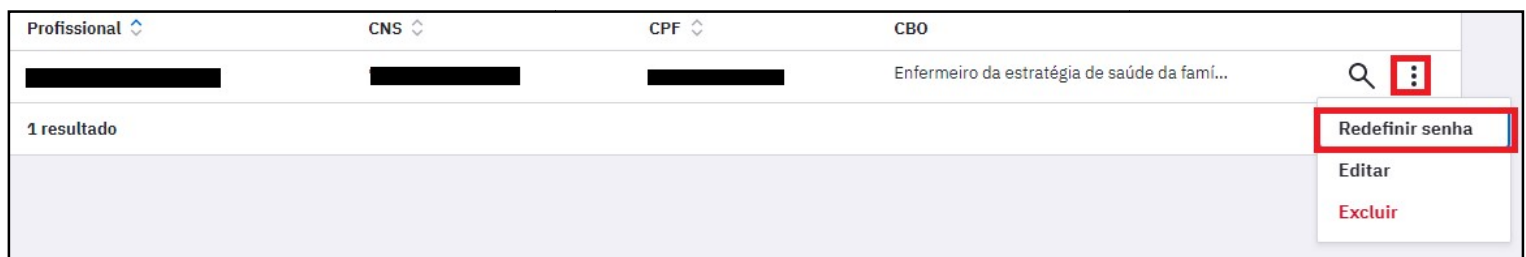 Profissional CNS CPF CBO
Enfermeiro da estratégia de saúde da famí...
1 resultado
Redefinir senha
Editar
Excluir